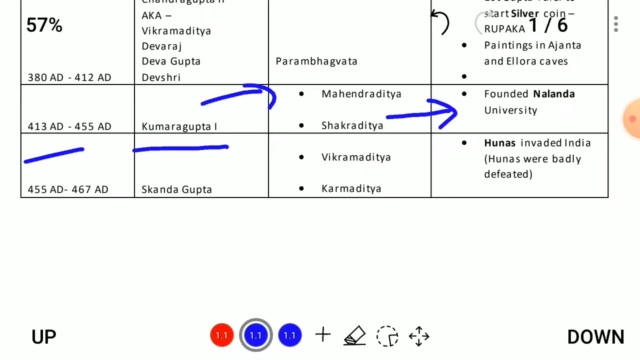 57%
1 / 6
AKA –
Vikramaditya
Devaraj
Deva Gupta
Devshri
380 AD - 412 AD
Parambhagvata
start Silver coin –
RUPAKA
Paintings in Ajanta
and Ellora caves
413 AD - 455 AD
Kumaragupta I
Mahendraditya
Shakraditya
Founded Nalanda
University
455 AD- 467 AD
Skanda Gupta
Vikramaditya
Karmaditya
Hunas invaded India
(Hunas were badly
defeated)
UP
1.1
1.1
1.1
DOWN